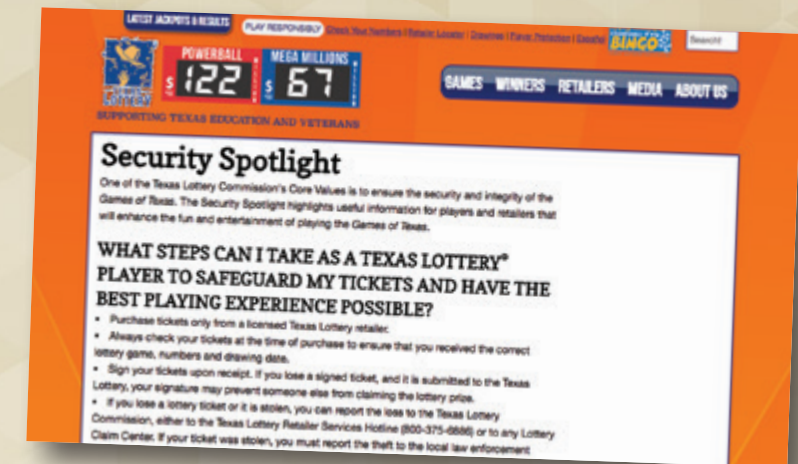 LATEST JACKPOTS & RESULTS
PLAY RESPONSIBLY
Check Your Numbers | Retailer Locator | Drawings | Player Protection | Español
BINGO
Search!
POWERBALL
MEGA MILLIONS
$ 122 MILLION
$ 67 MILLION
GAMES WINNERS RETAILERS MEDIA ABOUT US
LOTTERY
SUPPORTING TEXAS EDUCATION AND VETERANS
Security Spotlight
One of the Texas Lottery Commission's Core Values is to ensure the security and integrity of the
Games of Texas. The Security Spotlight highlights useful information for players and retailers that
will enhance the fun and entertainment of playing the Games of Texas.
WHAT STEPS CAN I TAKE AS A TEXAS LOTTERY®
PLAYER TO SAFEGUARD MY TICKETS AND HAVE THE
BEST PLAYING EXPERIENCE POSSIBLE?
• Purchase tickets only from a licensed Texas Lottery retailer.
• Always check your tickets at the time of purchase to ensure that you received the correct
lottery game, numbers and drawing date.
• Sign your tickets upon receipt. If you lose a signed ticket, and it is submitted to the Texas
Lottery, your signature may prevent someone else from claiming the lottery prize.
• If you lose a lottery ticket or it is stolen, you can report the loss to the Texas Lottery
Commission, either to the Texas Lottery Retailer Services Hotline (800-375-6886) or to any Lottery
Claim Center. If your ticket was stolen, you must report the theft to the local law enforcement